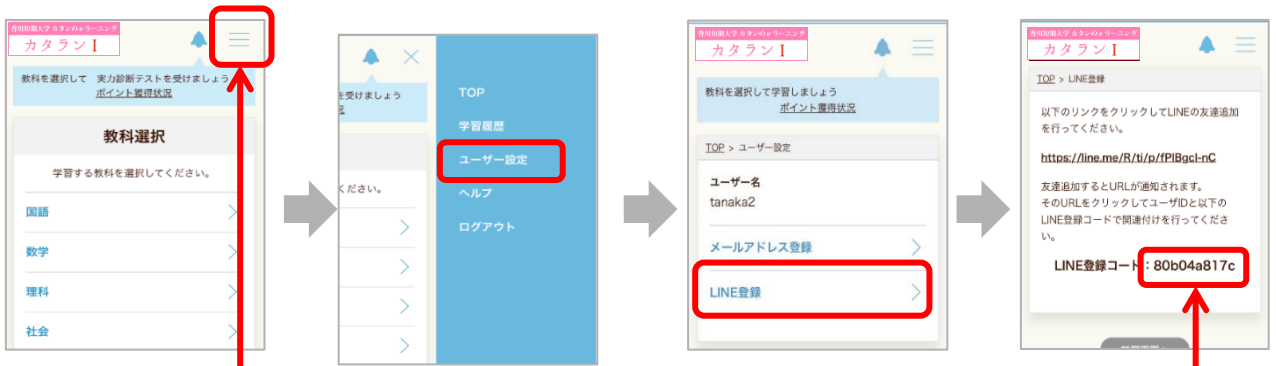 香川短期大学 カタンのeラーニング
カタラン I
教科を選択して 実力診断テストを受けましょう
ポイント獲得状況
教科選択
学習する教科を選択してください。
国語
数学
理科
社会
を受けましょう
ください。
TOP
学習履歴
ユーザー設定
ヘルプ
ログアウト
香川短期大学 カタンのeラーニング
カタラン I
教科を選択して学習しましょう
ポイント獲得状況
TOP > ユーザー設定
ユーザー名
tanaka2
メールアドレス登録
LINE登録
香川短期大学 カタンのeラーニング
カタラン I
TOP > LINE登録
以下のリンクをクリックしてLINEの友達追加
を行ってください。
https://line.me/R/ti/p/fPlBgcl-nC
友達追加するとURLが通知されます。
そのURLをクリックしてユーザIDと以下の
LINE登録コードで関連付けを行ってくださ
い。
LINE登録コード：80b04a817c